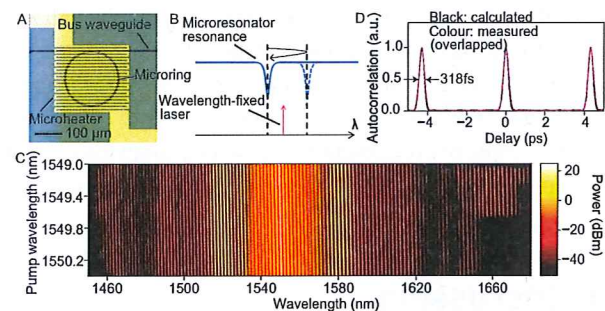 A
Bus waveguide
Microring
Microheater
100 μm
B
Microresonator
resonance
Wavelength-fixed
laser
λ
D
Black: calculated
Colour: measured
(overlapped)
Autocorrelation (a.u.)
1.0
0.5
0.0
318fs
−4 0 4
Delay (ps)
C
Pump wavelength (nm)
1549.0
1549.4
1549.8
1550.2
1460 1500 1540 1580 1620 1660
Wavelength (nm)
Power (dBm)
20
0
−20
−40